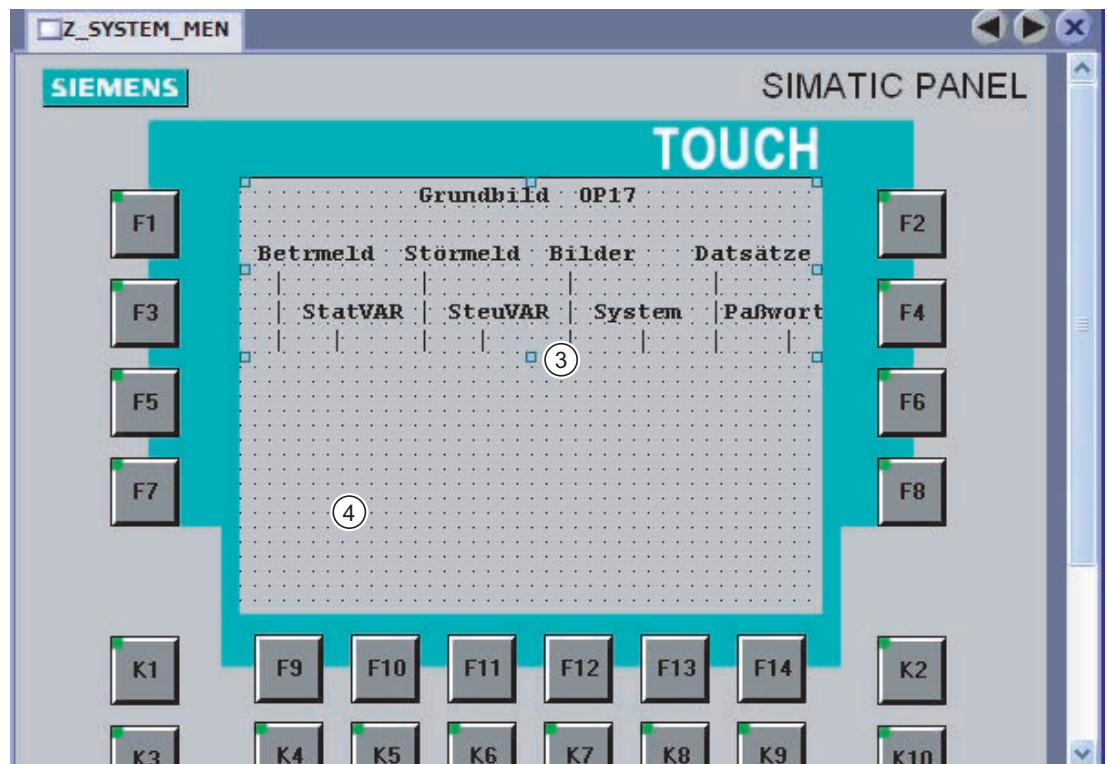 Z_SYSTEM_MEN
SIEMENS
SIMATIC PANEL
TOUCH
Grundbild OP17
F1
F2
Betrmeld Störmeld Bilder Datsätze
F3
StatVAR SteuVAR System Paßwort
F4
3
F5
F6
F7
4
F8
K1
F9 F10 F11 F12 F13 F14
K2
K3
K4 K5 K6 K7 K8 K9
K10